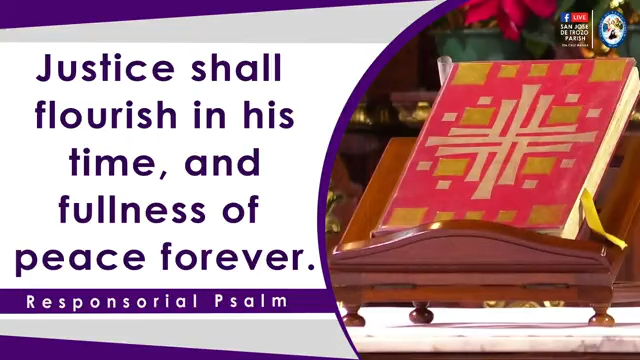 Justice shall
flourish in his
time, and
fullness of
peace forever.
Responsorial Psalm
LIVE
SAN JOSE
DE TROZO
PARISH